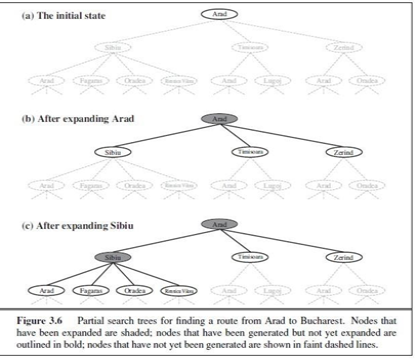 (a) The initial state
Arad
Sibiu Timisoara Zerind
Arad Fagaras Oradea Rimnicu Vilcea Arad Lugoj Arad Oradea
(b) After expanding Arad
Arad
Sibiu Timisoara Zerind
Arad Fagaras Oradea Rimnicu Vilcea Arad Lugoj Arad Oradea
(c) After expanding Sibiu
Arad
Sibiu Timisoara Zerind
Arad Fagaras Oradea Rimnicu Vilcea Arad Lugoj Arad Oradea
Figure 3.6 Partial search trees for finding a route from Arad to Bucharest. Nodes that
have been expanded are shaded; nodes that have been generated but not yet expanded are
outlined in bold; nodes that have not yet been generated are shown in faint dashed lines.